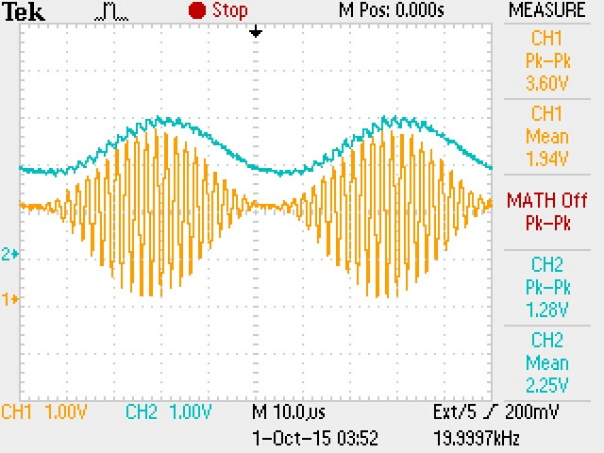 Tek Stop M Pos: 0.000s MEASURE
CH1
Pk-Pk
3.60V
CH1
Mean
1.94V
MATH Off
Pk-Pk
CH2
Pk-Pk
1.28V
CH2
Mean
2.25V
2
1
CH1 1.00V CH2 1.00V M 10.0µs Ext/5 200mV
1-Oct-15 03:52 19.9997kHz